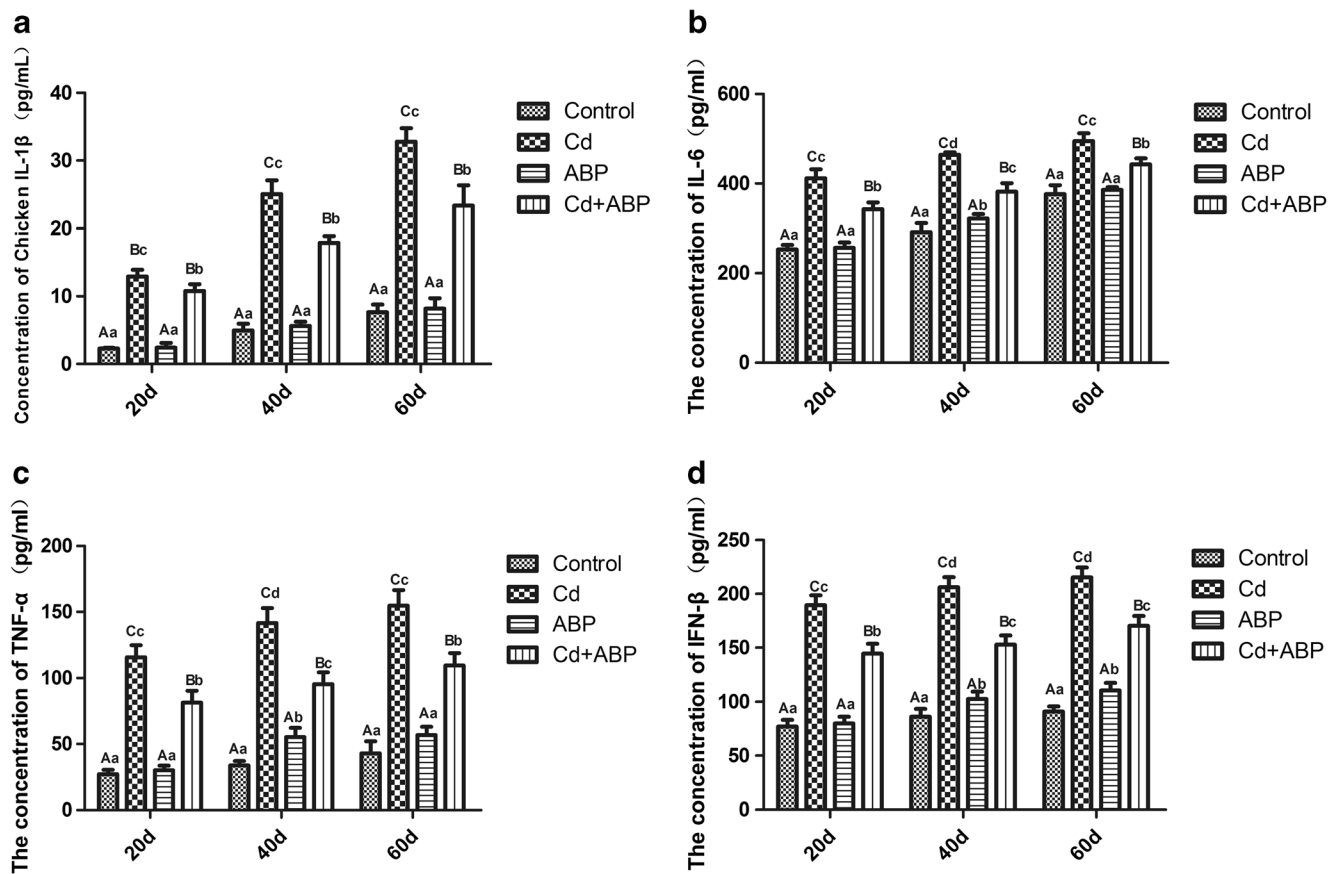 a
Concentration of Chicken IL-1β（pg/mL）
40
30
20
10
0
Aa
Bc
Aa
Bb
Aa
Cc
Aa
Bb
Aa
Cc
Aa
Bb
20d
40d
60d
Control
Cd
ABP
Cd+ABP
b
The concentration of IL-6（pg/ml）
600
400
200
0
Aa
Cc
Aa
Bb
Aa
Cd
Ab
Bc
Aa
Cc
Aa
Bb
20d
40d
60d
Control
Cd
ABP
Cd+ABP
c
The concentration of TNF-α（pg/ml）
200
150
100
50
0
Aa
Cc
Aa
Bb
Aa
Cd
Ab
Bc
Aa
Cc
Aa
Bb
20d
40d
60d
Control
Cd
ABP
Cd+ABP
d
The concentration of IFN-β（pg/ml）
250
200
150
100
50
0
Aa
Cc
Aa
Bb
Aa
Cd
Ab
Bc
Aa
Cd
Ab
Bc
20d
40d
60d
Control
Cd
ABP
Cd+ABP